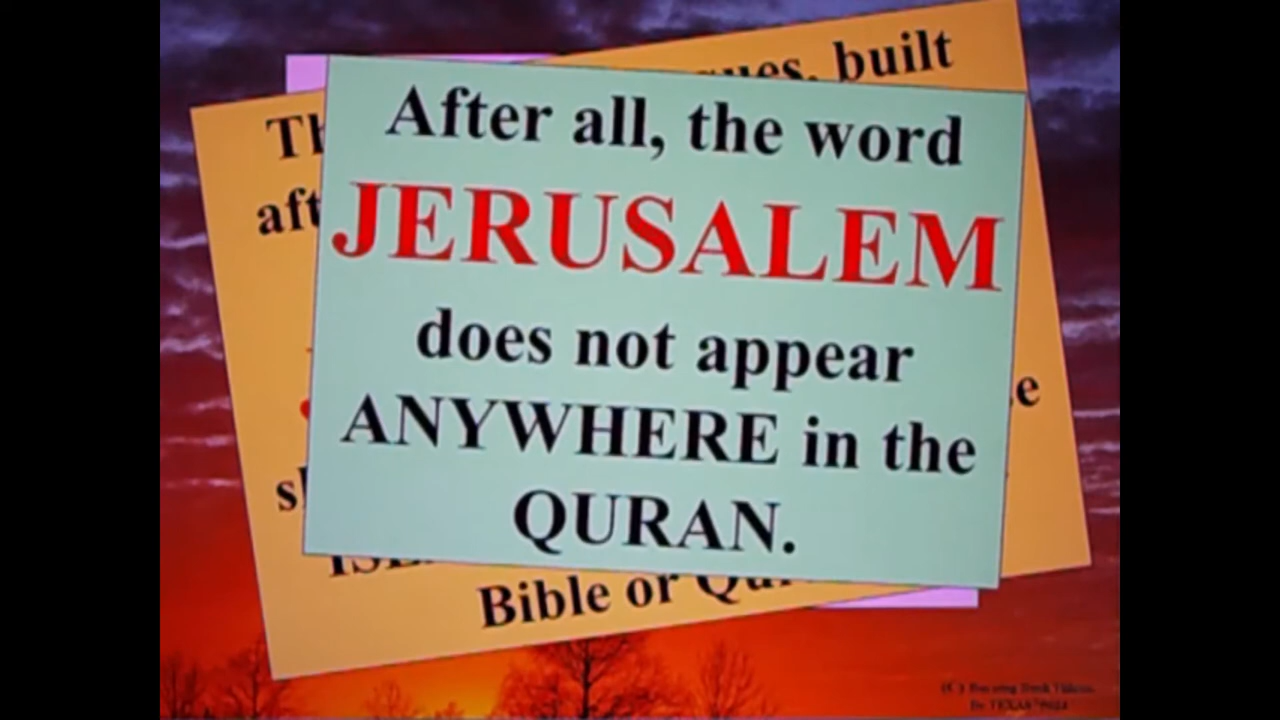 After all, the word
JERUSALEM
does not appear
ANYWHERE in the
QURAN.
built
Bible or